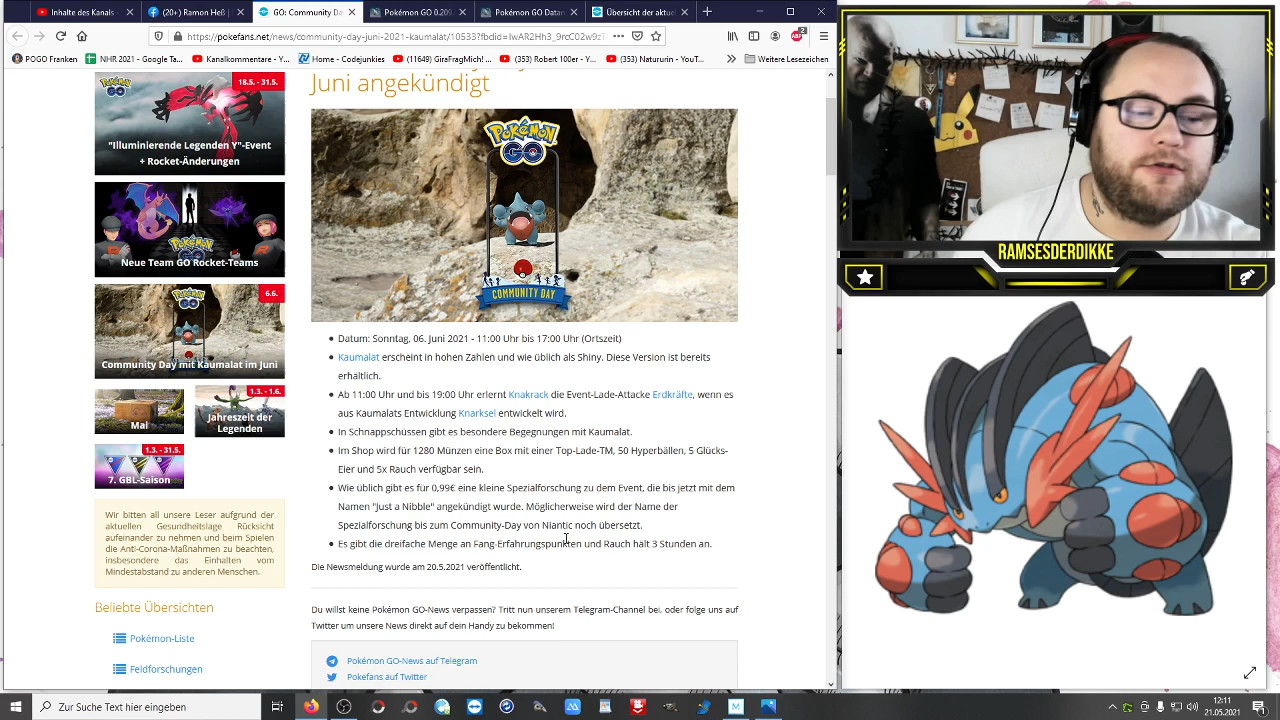 Inhalte des Kanals -
(20+) Ramon Heß |
GO: Community Da
Pokémon GO 0.209
Pokémon GO Datam
Übersicht der aktuel
https://pokefans.net/news/community-day-juni-2021-kaumalat/10533?fbdid=
POGO Franken
NHR 2021 - Google Ta...
Kanalkommentare - Y...
(11649) GiraFragMich! ...
Home - Codejunkies
(353) Robert 100er - Y...
(353) Natururin - YouT...
Weitere Lesezeichen
18.5. - 31.5.
"Illuminierende Legenden Y"-Event
+ Rocket-Änderungen
Neue Team GO Rocket-Teams
6.6.
Community Day mit Kaumalat im Juni
Mai
1.3. - 1.6.
Jahreszeit der
Legenden
1.3. - 31.5.
7. GBL-Saison
Wir bitten all unsere Leser aufgrund der
aktuellen Gesundheitslage Rücksicht
aufeinander zu nehmen und beim Spielen
die Anti-Corona-Maßnahmen zu beachten,
insbesondere das Einhalten vom
Mindestabstand zu anderen Menschen.
Beliebte Übersichten
Pokémon-Liste
Feldforschungen
Juni angekündigt
POKéMON
GO
COMMUNITY DAY
Datum: Sonntag, 06. Juni 2021 - 11:00 Uhr bis 17:00 Uhr (Ortszeit)
Kaumalat erscheint in hohen Zahlen und wie üblich als Shiny. Diese Version ist bereits
erhältlich.
Ab 11:00 Uhr und bis 19:00 Uhr erlernt Knakrack die Event-Lade-Attacke Erdkräfte, wenn es
aus Kaumalats Entwicklung Knarksel entwickelt wird.
In Schnappschüssen gibt es besondere Begegnungen mit Kaumalat.
Im Shop wird für 1280 Münzen eine Box mit einer Top-Lade-TM, 50 Hyperbällen, 5 Glücks-
Eier und 5x Rauch verfügbar sein.
Wie üblich gibt es für 0,99€ eine kleine Spezialforschung zu dem Event, die bis jetzt mit dem
Namen "Just a Nibble" angekündigt wurde. Möglicherweise wird der Name der
Spezialforschung bis zum Community-Day von Niantic noch übersetzt.
Es gibt die dreifache Menge an Fang-Erfahrungspunkten und Rauch hält 3 Stunden an.
Die Newsmeldung wurde am 20.5.2021 veröffentlicht.
Du willst keine Pokémon GO-News verpassen? Tritt nun unserem Telegram-Channel bei, oder folge uns auf
Twitter um unsere News direkt auf dein Handy zu bekommen!
Pokémon GO-News auf Telegram
Pokefans auf Twitter
RAMSESDERDIKKE
Zur Suche Text hier eingeben
12:11
21.05.2021